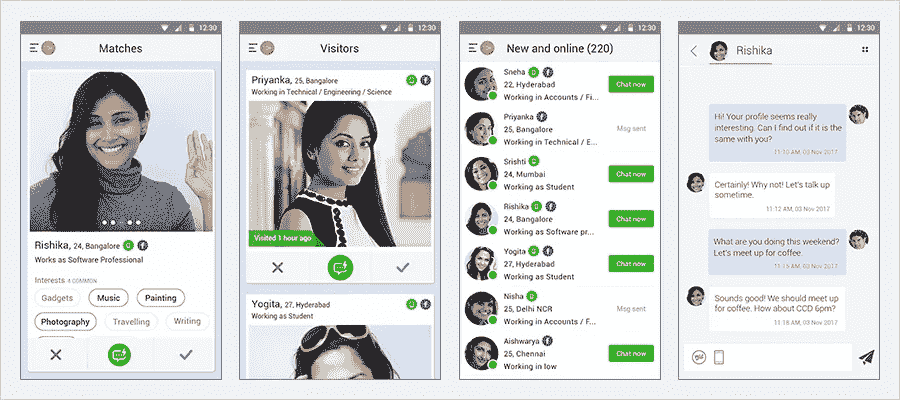 12:30
Matches
Rishika, 24, Bangalore
Works as Software Professional
Interests 4 COMMON
Gadgets Music Painting
Photography Travelling Writing
12:30
Visitors
Priyanka, 25, Bangalore
Working in Technical / Engineering / Science
Visited 1 hour ago
Yogita, 27, Hyderabad
Working as Student
12:30
New and online (220)
Sneha
22, Hyderabad
Working in Accounts / Fi...
Chat now
Priyanka
25, Bangalore
Working in Technical / E...
Msg sent
Srishti
24, Mumbai
Working as Student
Chat now
Rishika
24, Bangalore
Working as Software pr...
Chat now
Yogita
27, Hyderabad
Working as Student
Chat now
Nisha
25, Delhi NCR
Working in Accounts / F...
Msg sent
Aishwarya
25, Chennai
Working in low
Chat now
12:30
Rishika
Hi! Your profile seems really
interesting. Can I find out if it is the
same with you?
11:10 AM, 03 Nov 2017
Certainly! Why not! Let's talk up
sometime.
11:12 AM, 03 Nov 2017
What are you doing this weekend?
Let's meet up for coffee.
11:15 AM, 03 Nov 2017
Sounds good! We should meet up
for coffee. How about CCD 6pm?
11:18 AM, 03 Nov 2017